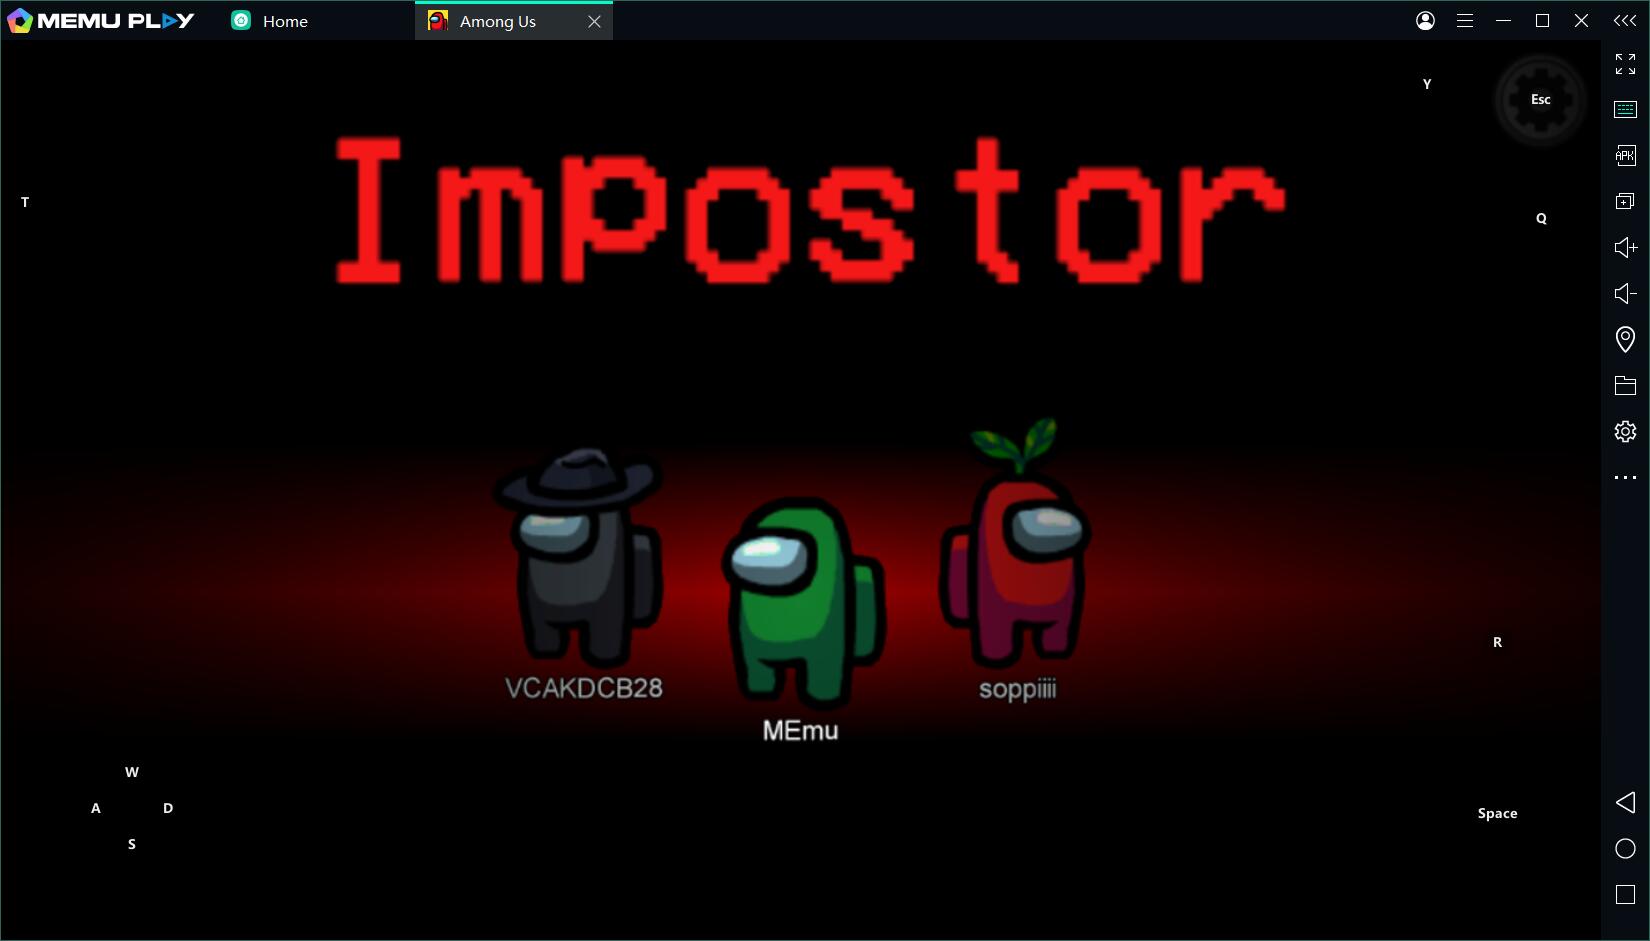 MEMU PLAY
Home
Among Us
Y
Esc
APK
Impostor
T
Q
VCAKDCB28
soppiiii
MEmu
R
W
A
D
S
Space